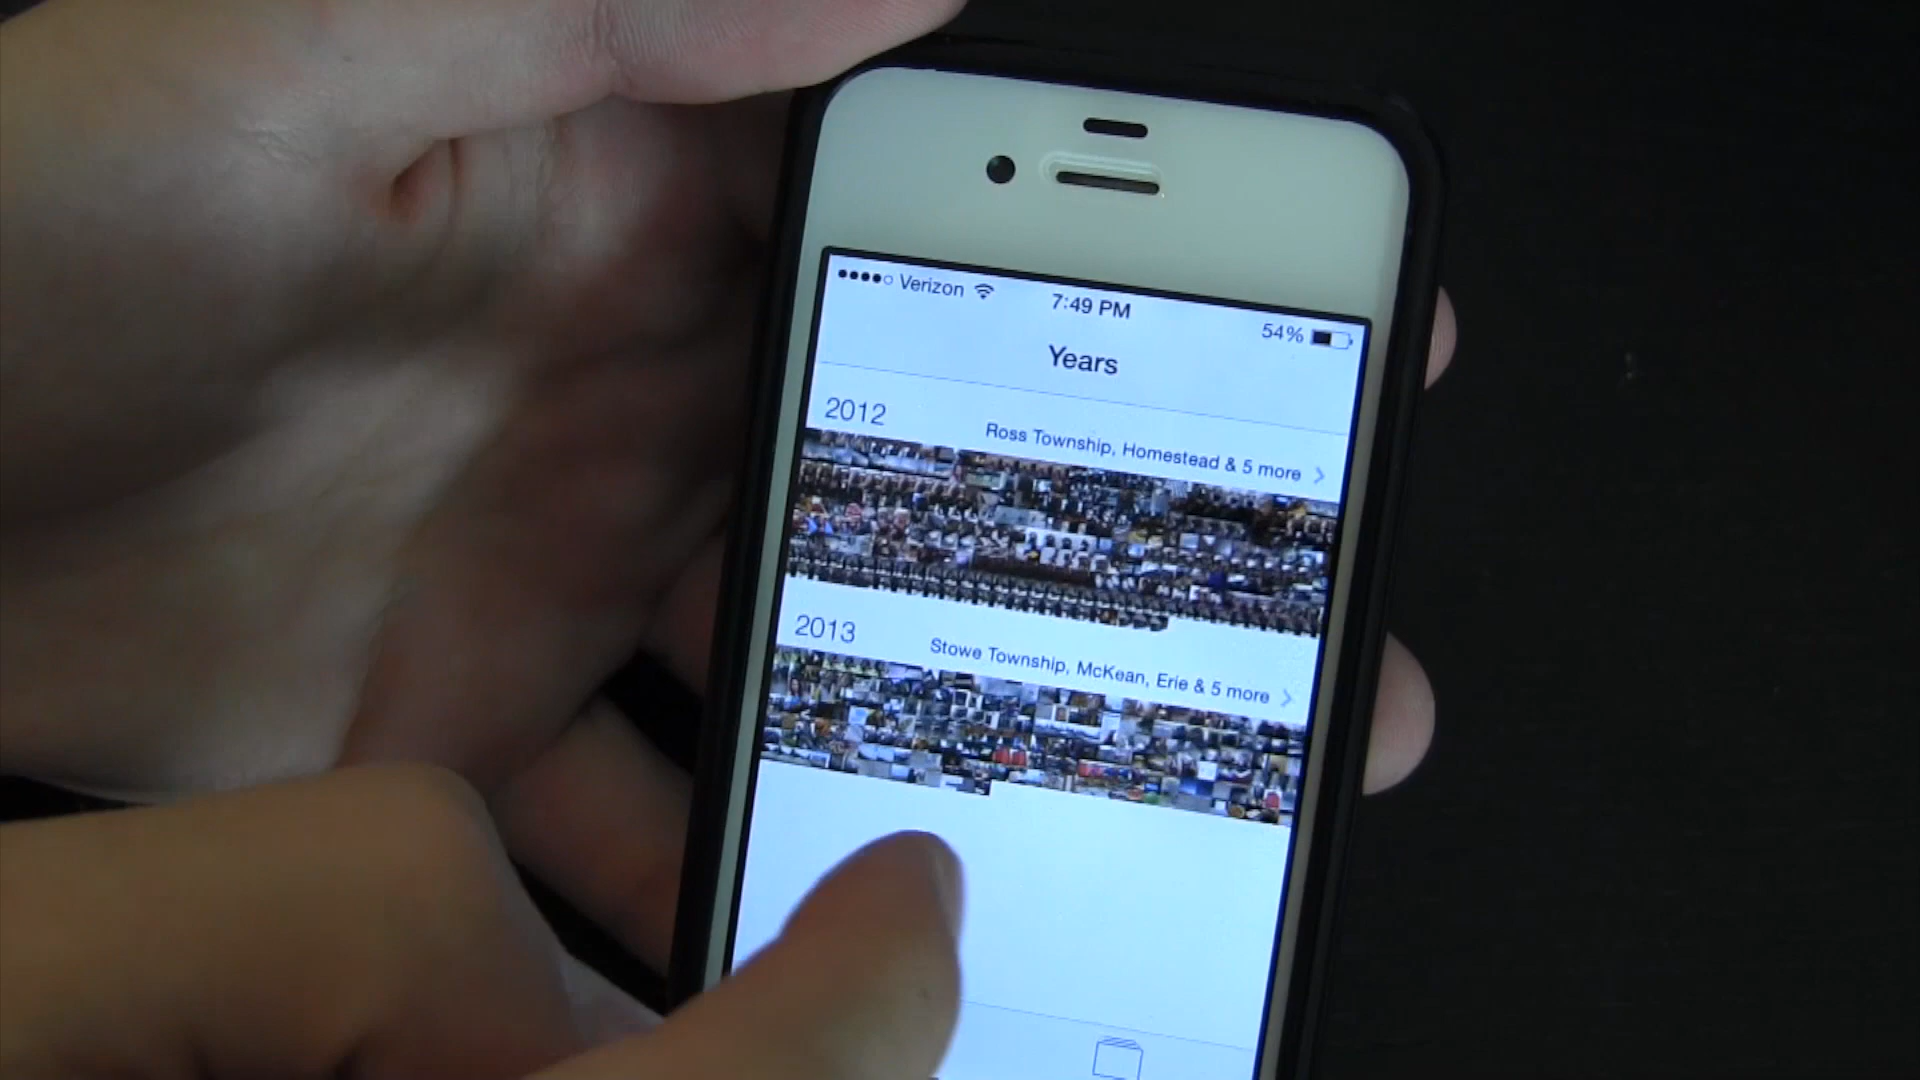 Verizon 7:49 PM 54%
Years
2012
Ross Township, Homestead & 5 more
2013
Stowe Township, McKean, Erie & 5 more